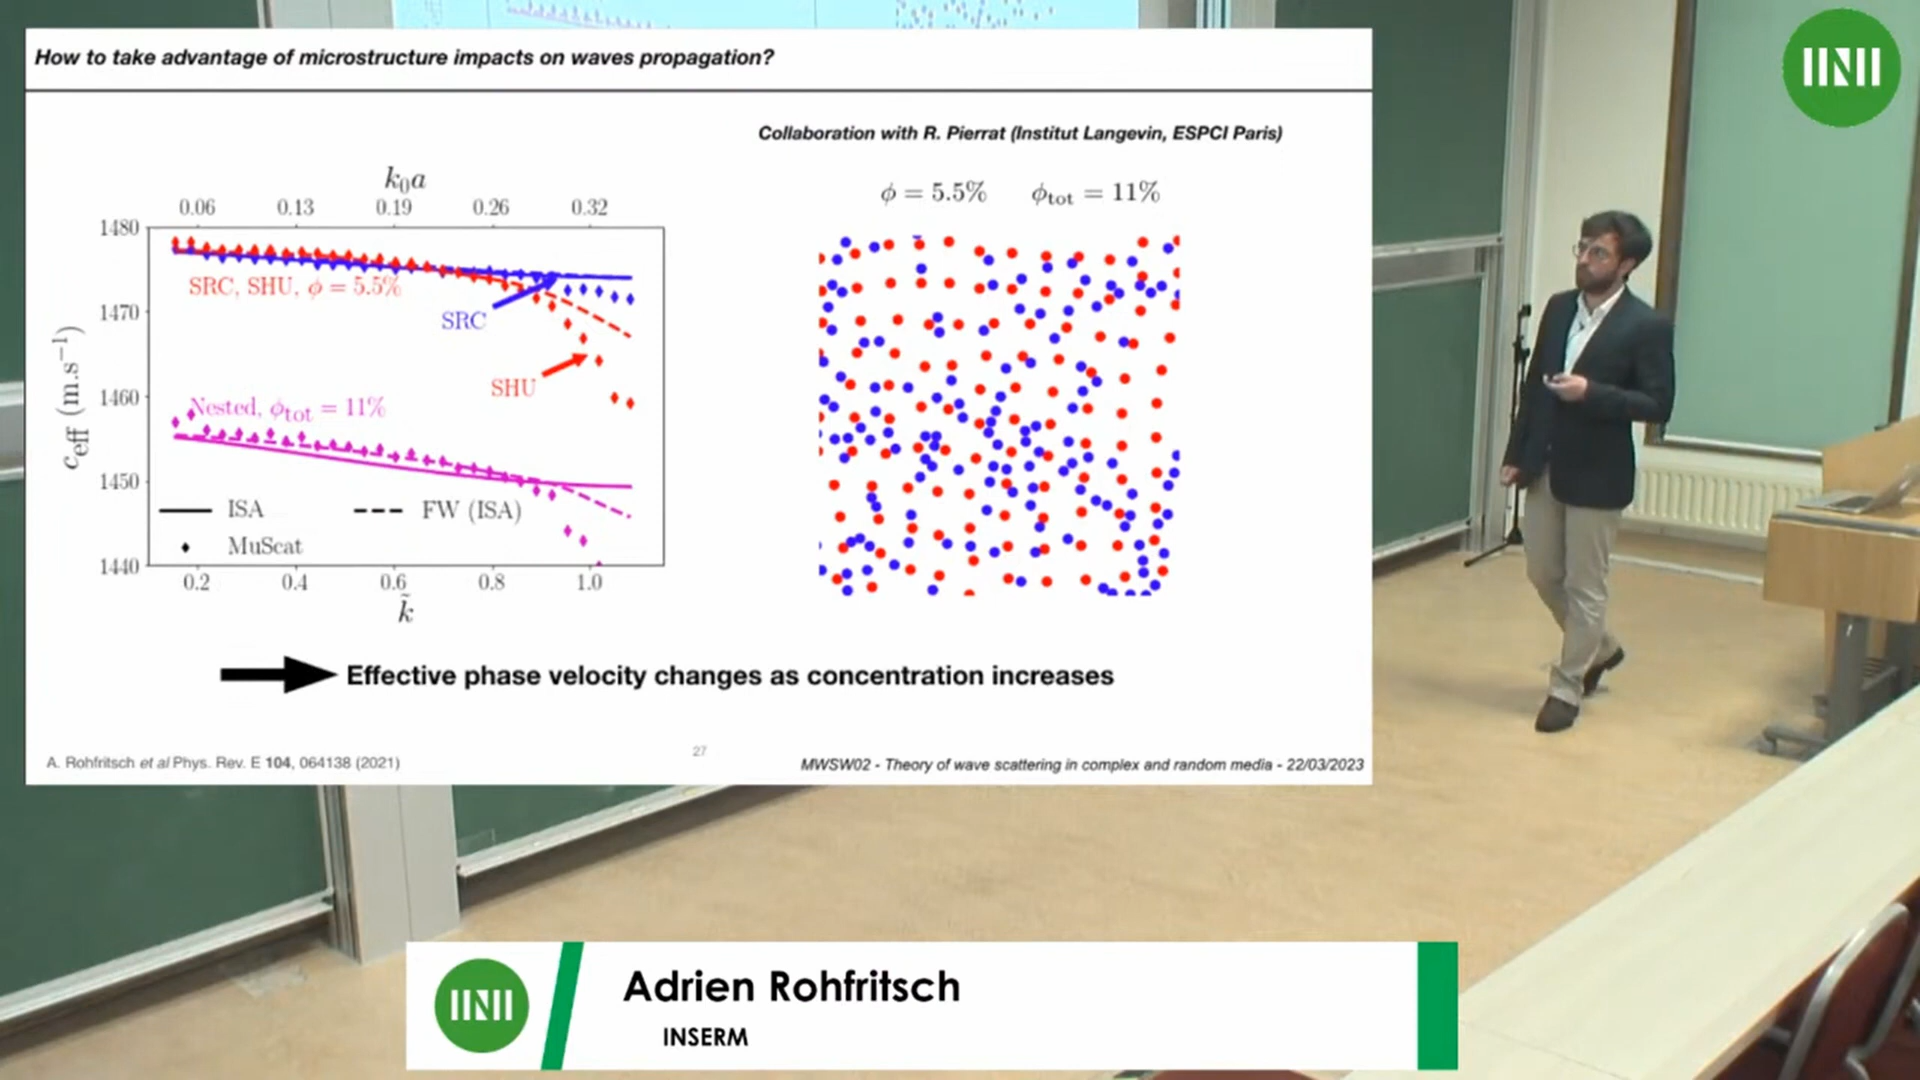 How to take advantage of microstructure impacts on waves propagation?
Collaboration with R. Pierrat (Institut Langevin, ESPCI Paris)
ϕ = 5.5% ϕtot = 11%
k₀a
0.06 0.13 0.19 0.26 0.32
1480
1470
1460
1450
1440
ceff (m.s⁻¹)
SRC, SHU, ϕ = 5.5%
SRC
SHU
Nested, ϕtot = 11%
ISA FW (ISA)
MuScat
0.2 0.4 0.6 0.8 1.0
k̃
Effective phase velocity changes as concentration increases
A. Rohfritsch et al Phys. Rev. E 104, 064138 (2021)
27
MWSW02 - Theory of wave scattering in complex and random media - 22/03/2023
Adrien Rohfritsch
INSERM